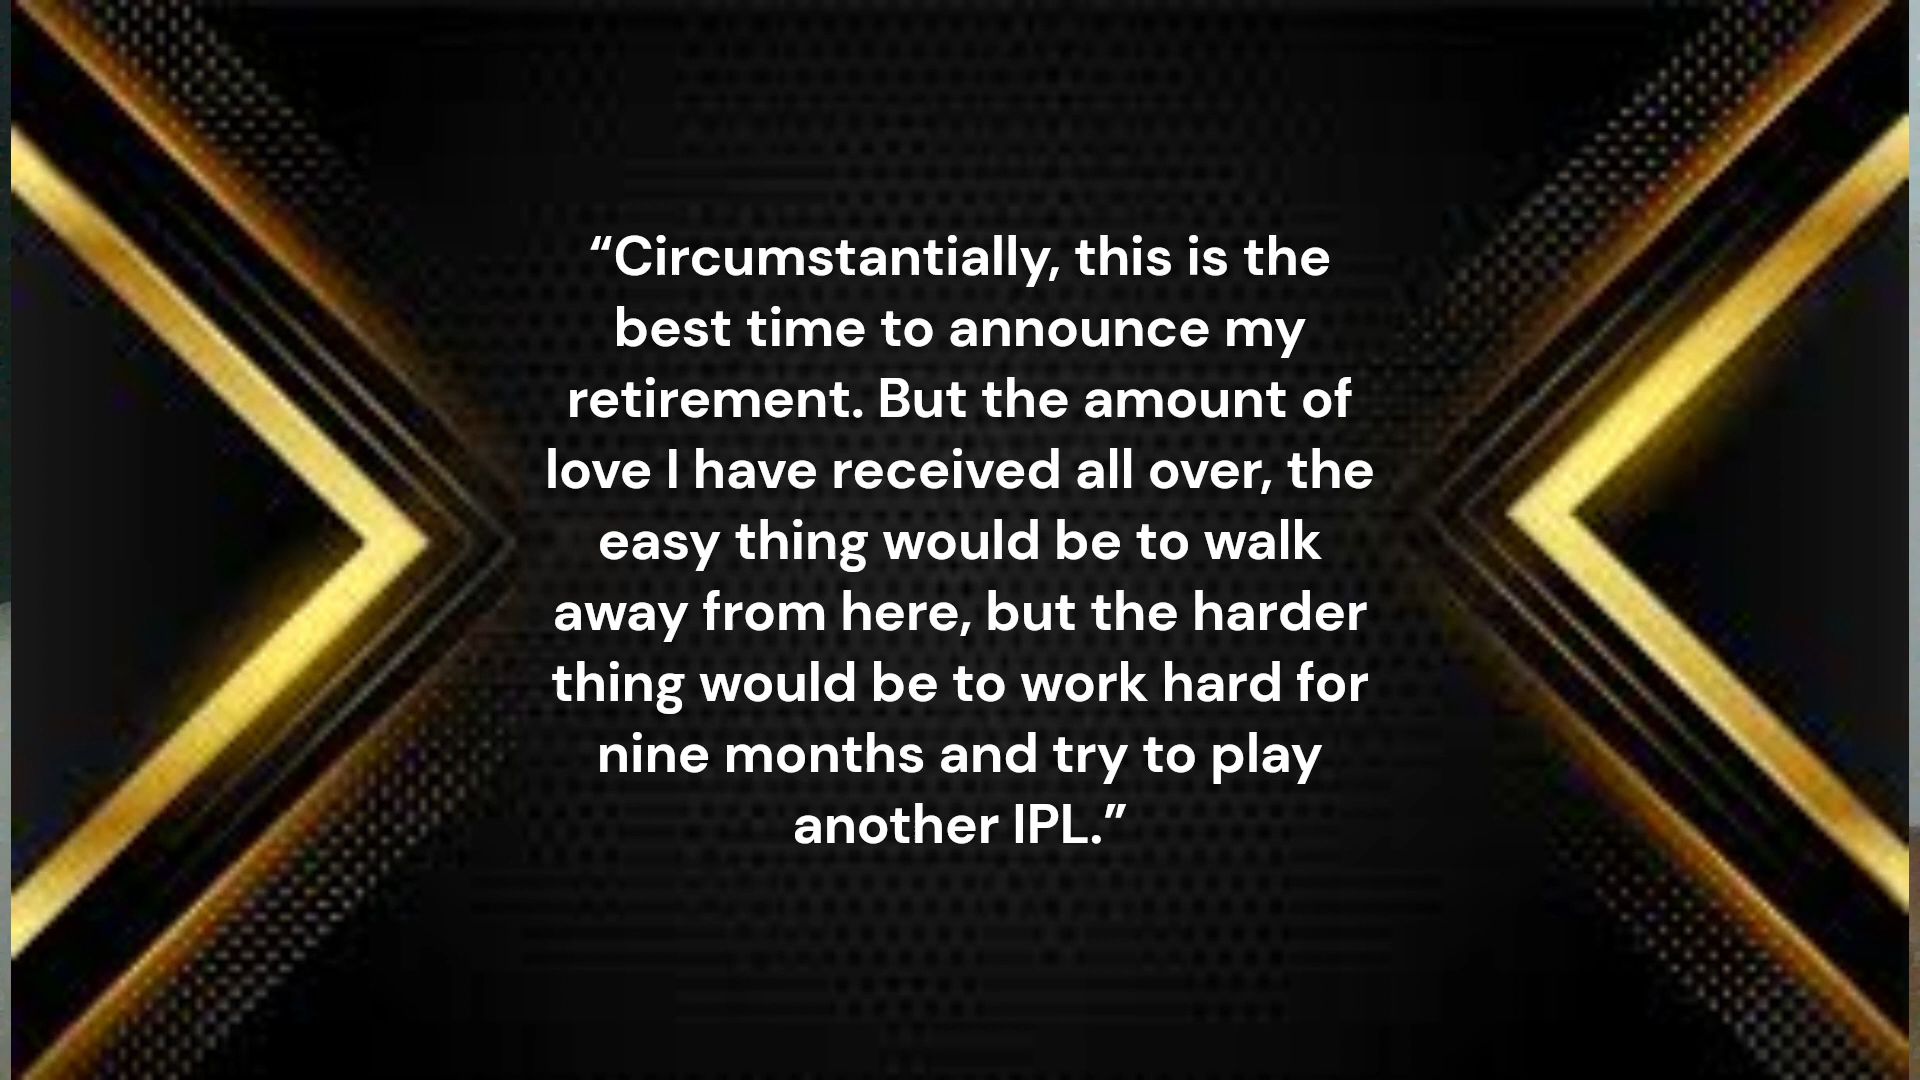 “Circumstantially, this is the
best time to announce my
retirement. But the amount of
love I have received all over, the
easy thing would be to walk
away from here, but the harder
thing would be to work hard for
nine months and try to play
another IPL.”